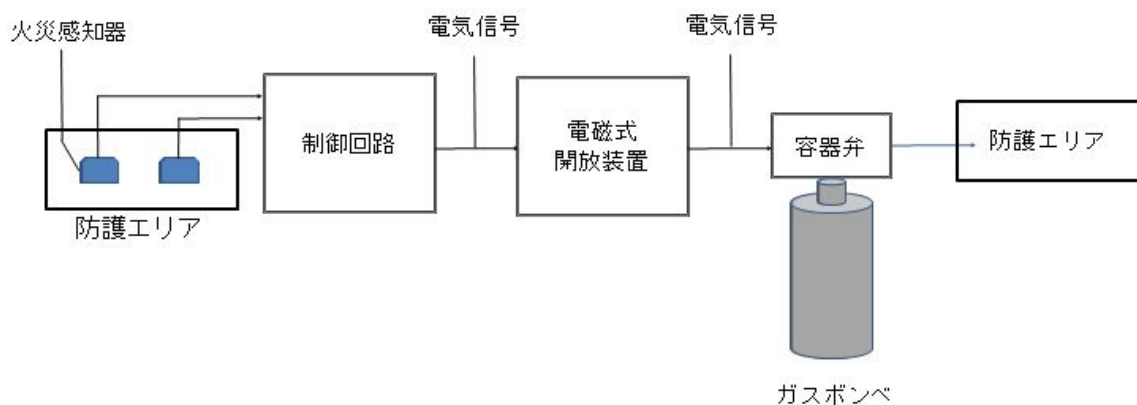 火災感知器
電気信号
電気信号
制御回路
電磁式
開放装置
容器弁
防護エリア
防護エリア
ガスボンベ